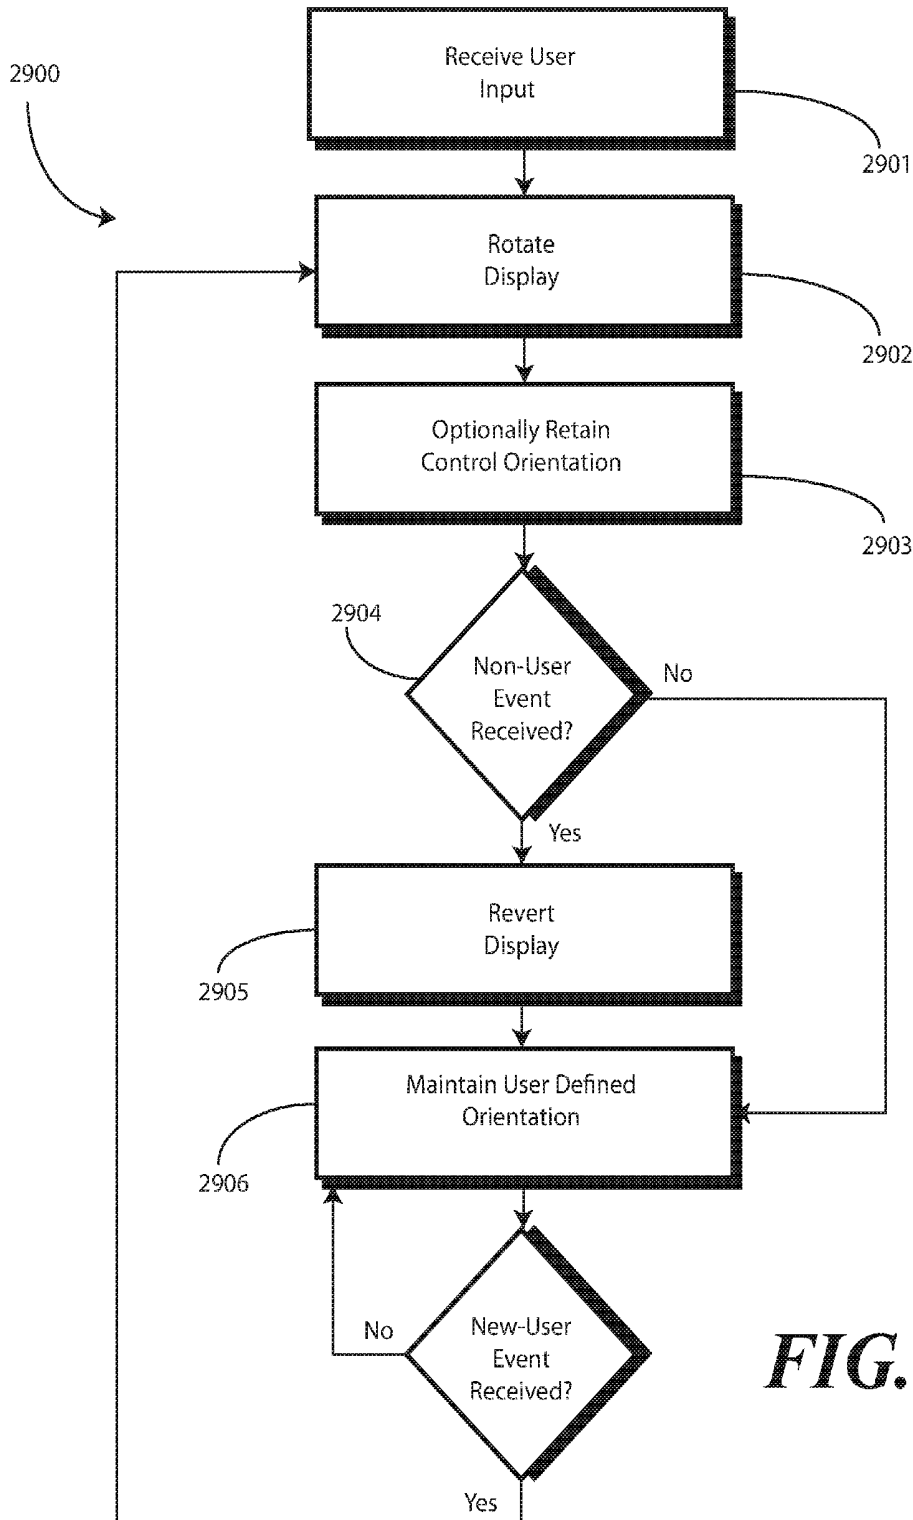 2900
Receive User
Input
2901
Rotate
Display
2902
Optionally Retain
Control Orientation
2903
2904
Non-User
Event
Received?
No
Yes
Revert
Display
2905
Maintain User Defined
Orientation
2906
New-User
Event
Received?
No
Yes
FIG.